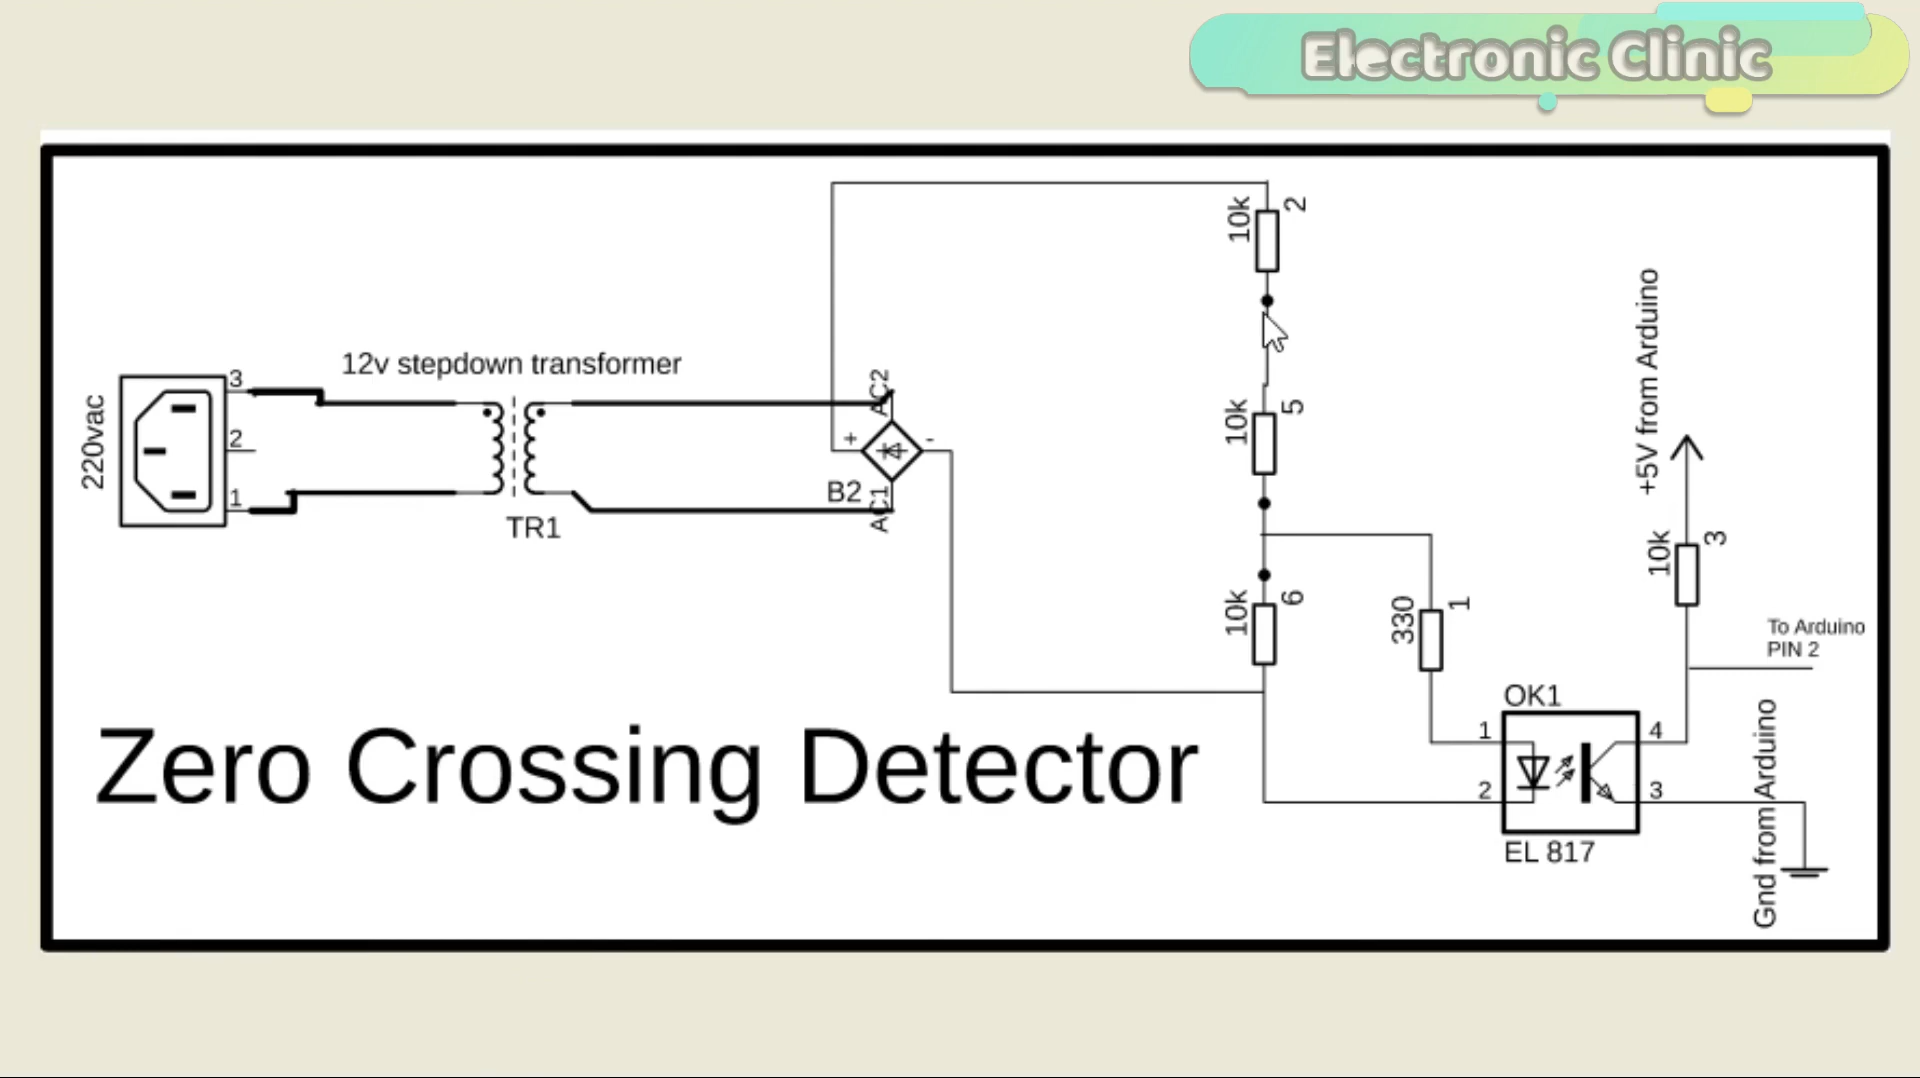 Electronic Clinic
10k
2
12v stepdown transformer
220vac
3
2
1
TR1
AC2
+
-
B2
AC1
10k
5
10k
6
330
1
+5V from Arduino
10k
3
To Arduino
PIN 2
OK1
1
4
2
3
EL 817
Gnd from Arduino
Zero Crossing Detector